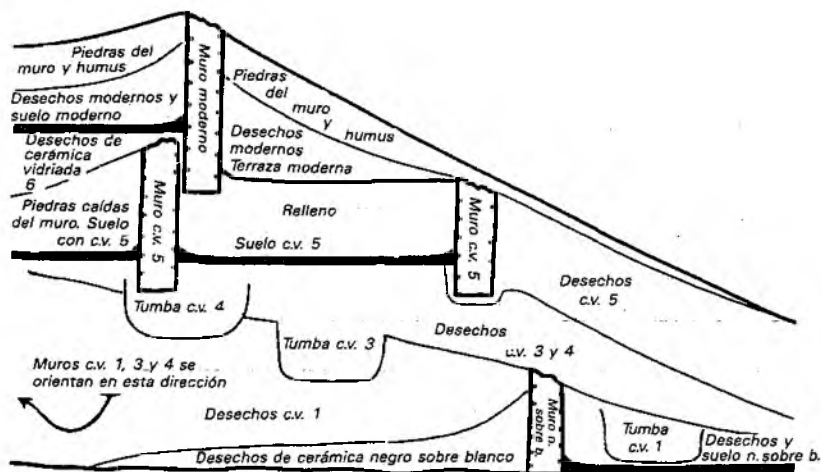 Piedras del
muro y humus
Muro moderno
Piedras
del
muro
y
humus
Desechos modernos y
suelo moderno
Desechos
modernos
Terraza moderna
Desechos de
cerámica
vidriada
6
Muro c.v. 5
Relleno
Muro c.v. 5
Piedras caídas
del muro. Suelo
con c.v. 5
Suelo c.v. 5
Desechos
c.v. 5
Tumba c.v. 4
Desechos
c.v. 3 y 4
Tumba c.v. 3
Muros c.v. 1, 3 y 4 se
orientan en esta dirección
Desechos c.v. 1
Muro n.
sobre b.
Tumba
c.v. 1
Desechos y
suelo n. sobre b.
Desechos de cerámica negro sobre blanco